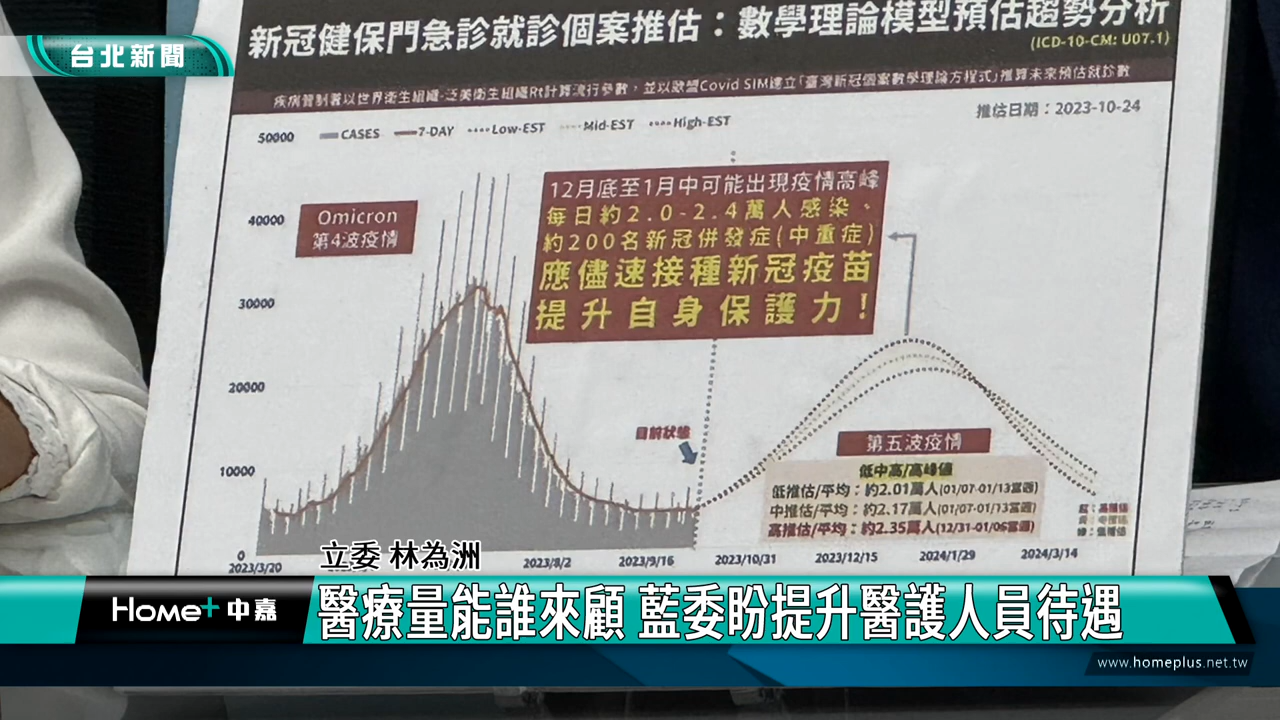 台北新聞
新冠健保門急診就診個案推估：數學理論模型預估趨勢分析
(ICD-10-CM: U07.1)
疾病管制署以世界衛生組織-泛美衛生組織Rt計算流行參數，並以歐盟Covid SIM建立「臺灣新冠個案數學理論方程式」推算未來預估就診數
推估日期：2023-10-24
CASES 7-DAY Low-EST Mid-EST High-EST
50000
40000
30000
20000
10000
0
Omicron
第4波疫情
12月底至1月中可能出現疫情高峰
每日約2.0-2.4萬人感染、
約200名新冠併發症(中重症)
應儘速接種新冠疫苗
提升自身保護力！
目前狀態
第五波疫情
低中高/高峰值
低推估/平均：約2.01萬人(01/07-01/13當週)
中推估/平均：約2.17萬人(01/07-01/13當週)
高推估/平均：約2.35萬人(12/31-01/06當週)
2023/3/20 2023/8/2 2023/9/16 2023/10/31 2023/12/15 2024/1/29 2024/3/14
立委 林為洲
Home+ 中嘉
醫療量能誰來顧 藍委盼提升醫護人員待遇
www.homeplus.net.tw